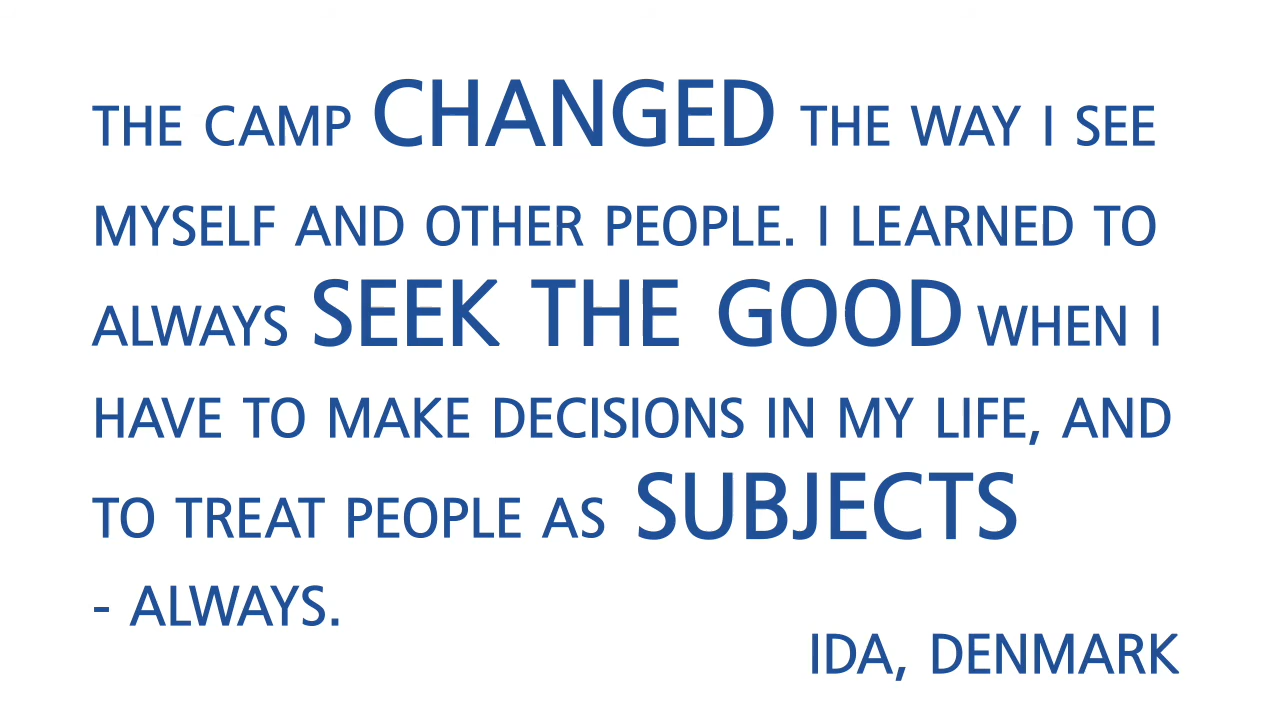 THE CAMP CHANGED THE WAY I SEE
MYSELF AND OTHER PEOPLE. I LEARNED TO
ALWAYS SEEK THE GOOD WHEN I
HAVE TO MAKE DECISIONS IN MY LIFE, AND
TO TREAT PEOPLE AS SUBJECTS
- ALWAYS.
IDA, DENMARK